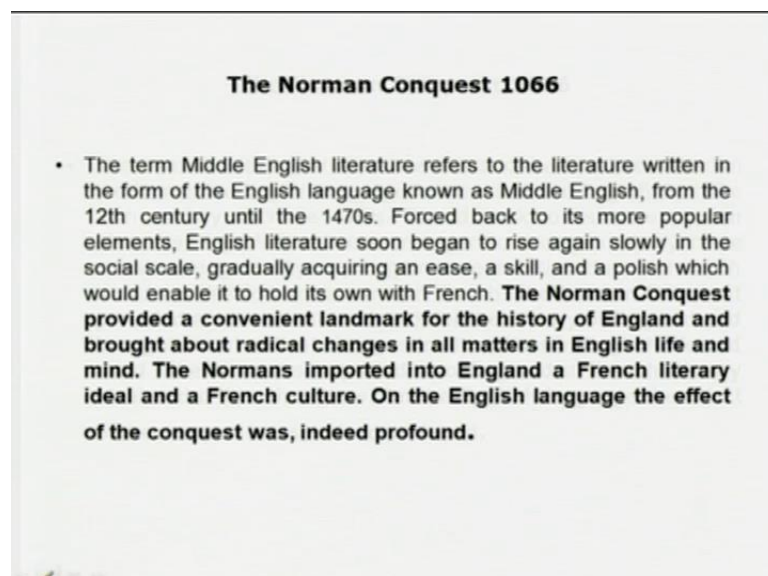 The Norman Conquest 1066
• The term Middle English literature refers to the literature written in
the form of the English language known as Middle English, from the
12th century until the 1470s. Forced back to its more popular
elements, English literature soon began to rise again slowly in the
social scale, gradually acquiring an ease, a skill, and a polish which
would enable it to hold its own with French. The Norman Conquest
provided a convenient landmark for the history of England and
brought about radical changes in all matters in English life and
mind. The Normans imported into England a French literary
ideal and a French culture. On the English language the effect
of the conquest was, indeed profound.